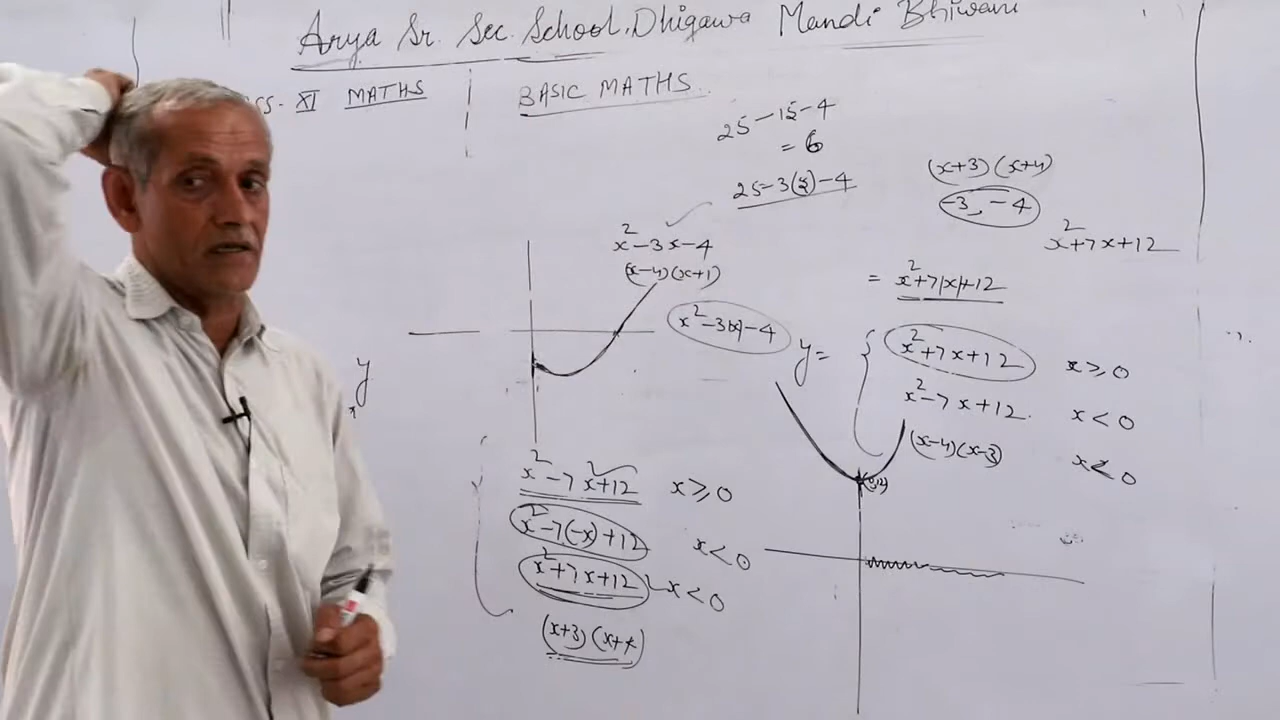 Arya Sr. Sec. School, Dhigawa Mandi Bhiwani
ss- XI MATHS
BASIC MATHS
25-15-4
= 6
25-3(5)-4
x²-3x-4
(x-4)(x+1)
x²-3|x|-4
y
x²-7x+12 x≥0
x²-7(-x)+12 x<0
x²+7x+12 x<0
(x+3)(x+
(x+3)(x+4)
-3, -4
x²+7x+12
= x²+7|x|+12
y = { x²+7x+12 x≥0
x²-7x+12 x<0
(x-4)(x-3) x<0
(0,12)